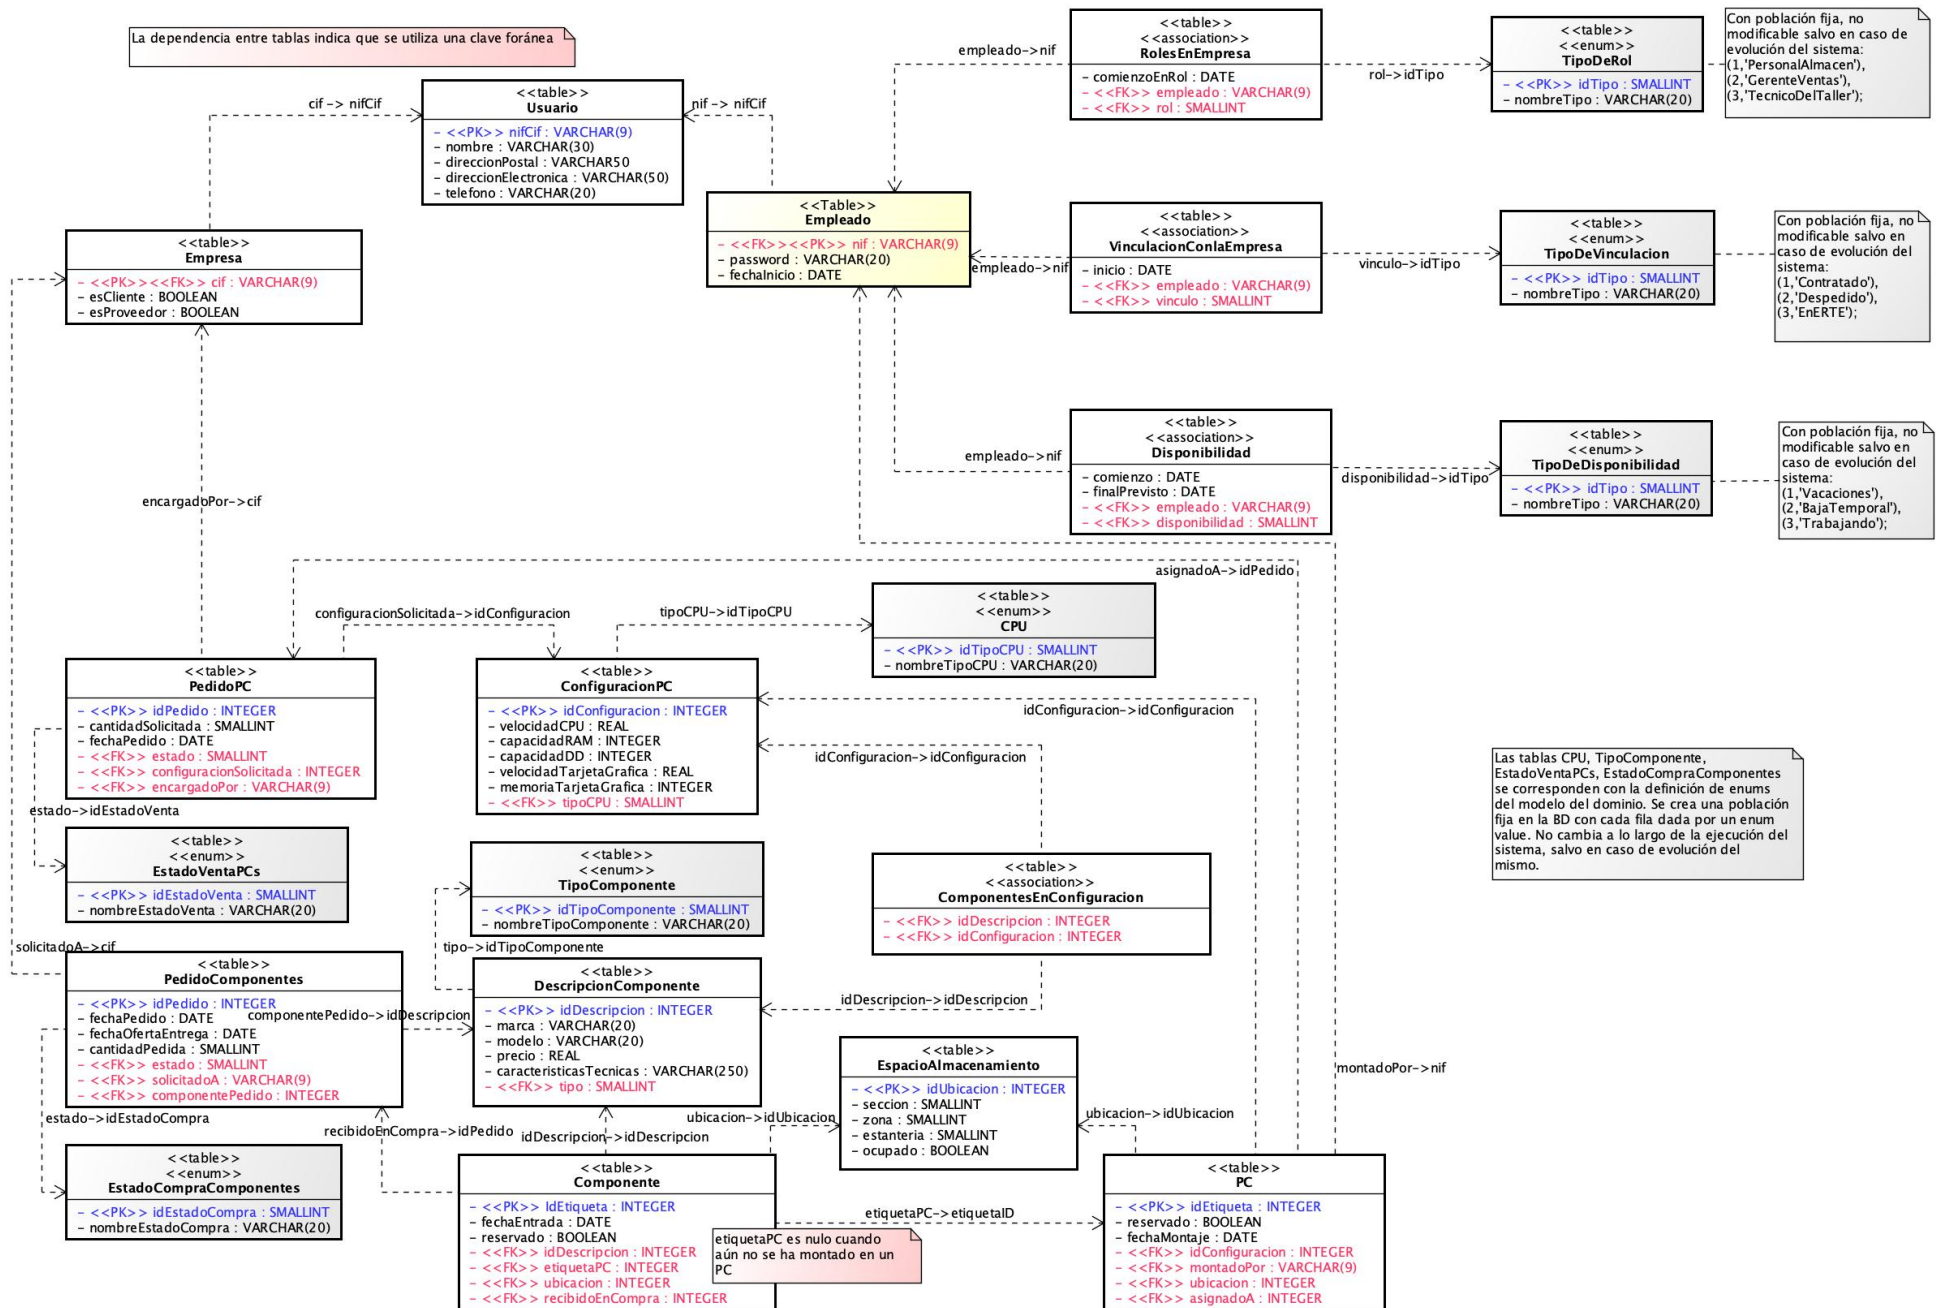 La dependencia entre tablas indica que se utiliza una clave foránea
cif -> nifCif
<<table>>
Usuario
- <<PK>> nifCif : VARCHAR(9)
- nombre : VARCHAR(30)
- direccionPostal : VARCHAR50
- direccionElectronica : VARCHAR(50)
- telefono : VARCHAR(20)
nif -> nifCif
empleado->nif
<<table>>
<<association>>
RolesEnEmpresa
- comienzoEnRol : DATE
- <<FK>> empleado : VARCHAR(9)
- <<FK>> rol : SMALLINT
rol->idTipo
<<table>>
<<enum>>
TipoDeRol
- <<PK>> idTipo : SMALLINT
- nombreTipo : VARCHAR(20)
Con población fija, no
modificable salvo en caso de
evolución del sistema:
(1,'PersonalAlmacen'),
(2,'GerenteVentas'),
(3,'TecnicoDelTaller');
<<table>>
Empresa
- <<PK>><<FK>> cif : VARCHAR(9)
- esCliente : BOOLEAN
- esProveedor : BOOLEAN
<<Table>>
Empleado
- <<FK>><<PK>> nif : VARCHAR(9)
- password : VARCHAR(20)
- fechaInicio : DATE
empleado->nif
<<table>>
<<association>>
VinculacionConlaEmpresa
- inicio : DATE
- <<FK>> empleado : VARCHAR(9)
- <<FK>> vinculo : SMALLINT
vinculo->idTipo
<<table>>
<<enum>>
TipoDeVinculacion
- <<PK>> idTipo : SMALLINT
- nombreTipo : VARCHAR(20)
Con población fija, no
modificable salvo en
caso de evolución del
sistema:
(1,'Contratado'),
(2,'Despedido'),
(3,'EnERTE');
empleado->nif
<<table>>
<<association>>
Disponibilidad
- comienzo : DATE
- finalPrevisto : DATE
- <<FK>> empleado : VARCHAR(9)
- <<FK>> disponibilidad : SMALLINT
disponibilidad->idTipo
<<table>>
<<enum>>
TipoDeDisponibilidad
- <<PK>> idTipo : SMALLINT
- nombreTipo : VARCHAR(20)
Con población fija, no
modificable salvo en
caso de evolución del
sistema:
(1,'Vacaciones'),
(2,'BajaTemporal'),
(3,'Trabajando');
encargadoPor->cif
asignadoA->idPedido
configuracionSolicitada->idConfiguracion
tipoCPU->idTipoCPU
<<table>>
<<enum>>
CPU
- <<PK>> idTipoCPU : SMALLINT
- nombreTipoCPU : VARCHAR(20)
<<table>>
PedidoPC
- <<PK>> idPedido : INTEGER
- cantidadSolicitada : SMALLINT
- fechaPedido : DATE
- <<FK>> estado : SMALLINT
- <<FK>> configuracionSolicitada : INTEGER
- <<FK>> encargadoPor : VARCHAR(9)
<<table>>
ConfiguracionPC
- <<PK>> idConfiguracion : INTEGER
- velocidadCPU : REAL
- capacidadRAM : INTEGER
- capacidadDD : INTEGER
- velocidadTarjetaGrafica : REAL
- memoriaTarjetaGrafica : INTEGER
- <<FK>> tipoCPU : SMALLINT
idConfiguracion->idConfiguracion
idConfiguracion->idConfiguracion
Las tablas CPU, TipoComponente,
EstadoVentaPCs, EstadoCompraComponentes
se corresponden con la definición de enums
del modelo del dominio. Se crea una población
fija en la BD con cada fila dada por un enum
value. No cambia a lo largo de la ejecución del
sistema, salvo en caso de evolución del
mismo.
estado->idEstadoVenta
<<table>>
<<enum>>
EstadoVentaPCs
- <<PK>> idEstadoVenta : SMALLINT
- nombreEstadoVenta : VARCHAR(20)
<<table>>
<<enum>>
TipoComponente
- <<PK>> idTipoComponente : SMALLINT
- nombreTipoComponente : VARCHAR(20)
<<table>>
<<association>>
ComponentesEnConfiguracion
- <<FK>> idDescripcion : INTEGER
- <<FK>> idConfiguracion : INTEGER
solicitadoA->cif
tipo->idTipoComponente
<<table>>
PedidoComponentes
- <<PK>> idPedido : INTEGER
- fechaPedido : DATE
- fechaOfertaEntrega : DATE
- cantidadPedida : SMALLINT
- <<FK>> estado : SMALLINT
- <<FK>> solicitadoA : VARCHAR(9)
- <<FK>> componentePedido : INTEGER
componentePedido->idDescripcion
<<table>>
DescripcionComponente
- <<PK>> idDescripcion : INTEGER
- marca : VARCHAR(20)
- modelo : VARCHAR(20)
- precio : REAL
- caracteristicasTecnicas : VARCHAR(250)
- <<FK>> tipo : SMALLINT
idDescripcion->idDescripcion
<<table>>
EspacioAlmacenamiento
- <<PK>> idUbicacion : INTEGER
- seccion : SMALLINT
- zona : SMALLINT
- estanteria : SMALLINT
- ocupado : BOOLEAN
montadoPor->nif
estado->idEstadoCompra
recibidoEnCompra->idPedido
idDescripcion->idDescripcion
ubicacion->idUbicacion
ubicacion->idUbicacion
<<table>>
<<enum>>
EstadoCompraComponentes
- <<PK>> idEstadoCompra : SMALLINT
- nombreEstadoCompra : VARCHAR(20)
<<table>>
Componente
- <<PK>> IdEtiqueta : INTEGER
- fechaEntrada : DATE
- reservado : BOOLEAN
- <<FK>> idDescripcion : INTEGER
- <<FK>> etiquetaPC : INTEGER
- <<FK>> ubicacion : INTEGER
- <<FK>> recibidoEnCompra : INTEGER
etiquetaPC->etiquetaID
etiquetaPC es nulo cuando
aún no se ha montado en un
PC
<<table>>
PC
- <<PK>> idEtiqueta : INTEGER
- reservado : BOOLEAN
- fechaMontaje : DATE
- <<FK>> idConfiguracion : INTEGER
- <<FK>> montadoPor : VARCHAR(9)
- <<FK>> ubicacion : INTEGER
- <<FK>> asignadoA : INTEGER